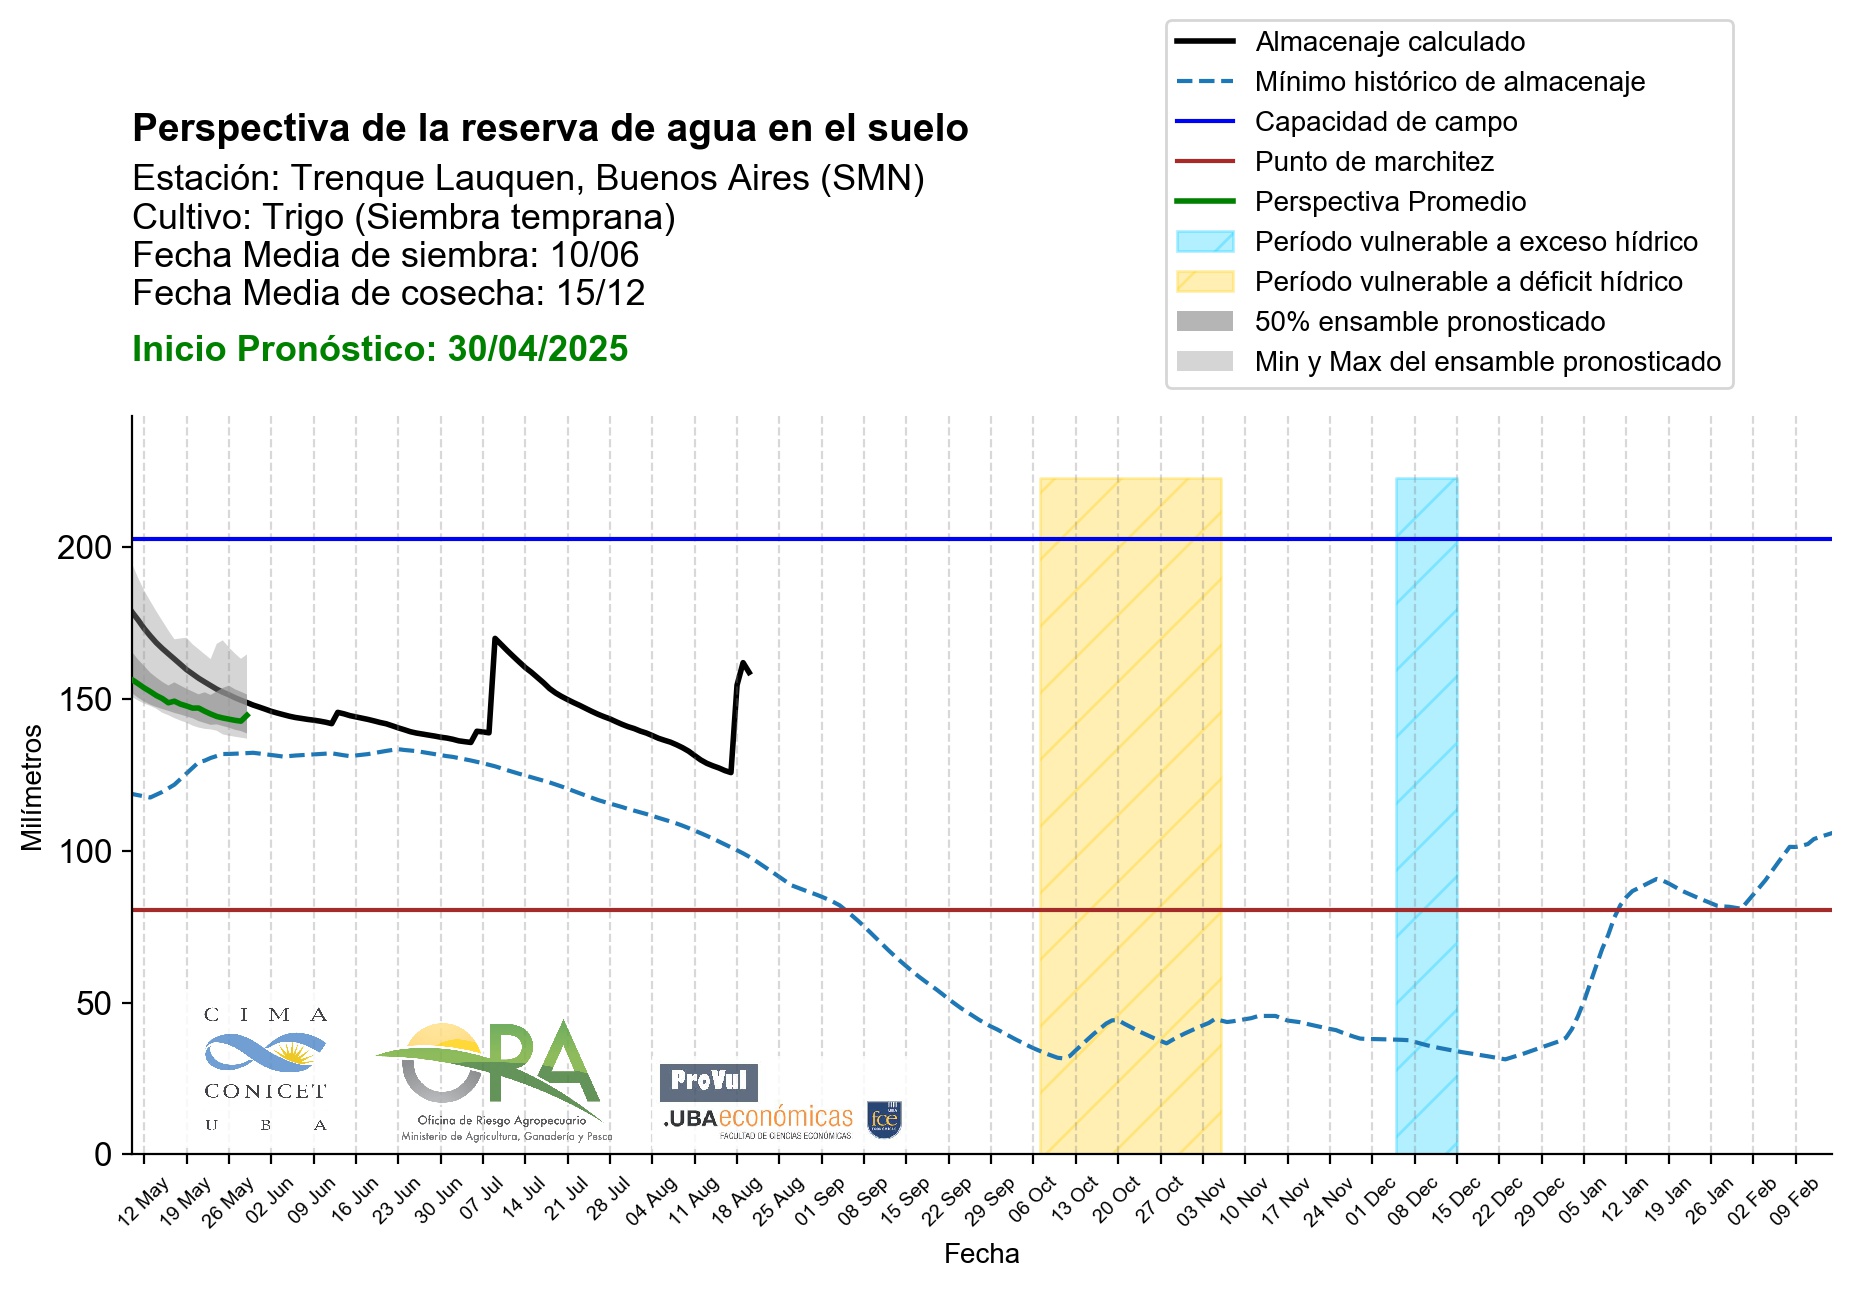 Almacenaje calculado
Mínimo histórico de almacenaje
Capacidad de campo
Punto de marchitez
Perspectiva Promedio
Período vulnerable a exceso hídrico
Período vulnerable a déficit hídrico
50% ensamble pronosticado
Min y Max del ensamble pronosticado
Perspectiva de la reserva de agua en el suelo
Estación: Trenque Lauquen, Buenos Aires (SMN)
Cultivo: Trigo (Siembra temprana)
Fecha Media de siembra: 10/06
Fecha Media de cosecha: 15/12
Inicio Pronóstico: 30/04/2025
Milímetros
200
150
100
50
0
CIMA
CONICET
UBA
ORA
Oficina de Riesgo Agropecuario
Ministerio de Agricultura, Ganadería y Pesca
ProVul
.UBAeconómicas
FACULTAD DE CIENCIAS ECONÓMICAS
UBA
fce
12 May
19 May
26 May
02 Jun
09 Jun
16 Jun
23 Jun
30 Jun
07 Jul
14 Jul
21 Jul
28 Jul
04 Aug
11 Aug
18 Aug
25 Aug
01 Sep
08 Sep
15 Sep
22 Sep
29 Sep
06 Oct
13 Oct
20 Oct
27 Oct
03 Nov
10 Nov
17 Nov
24 Nov
01 Dec
08 Dec
15 Dec
22 Dec
29 Dec
05 Jan
12 Jan
19 Jan
26 Jan
02 Feb
09 Feb
Fecha